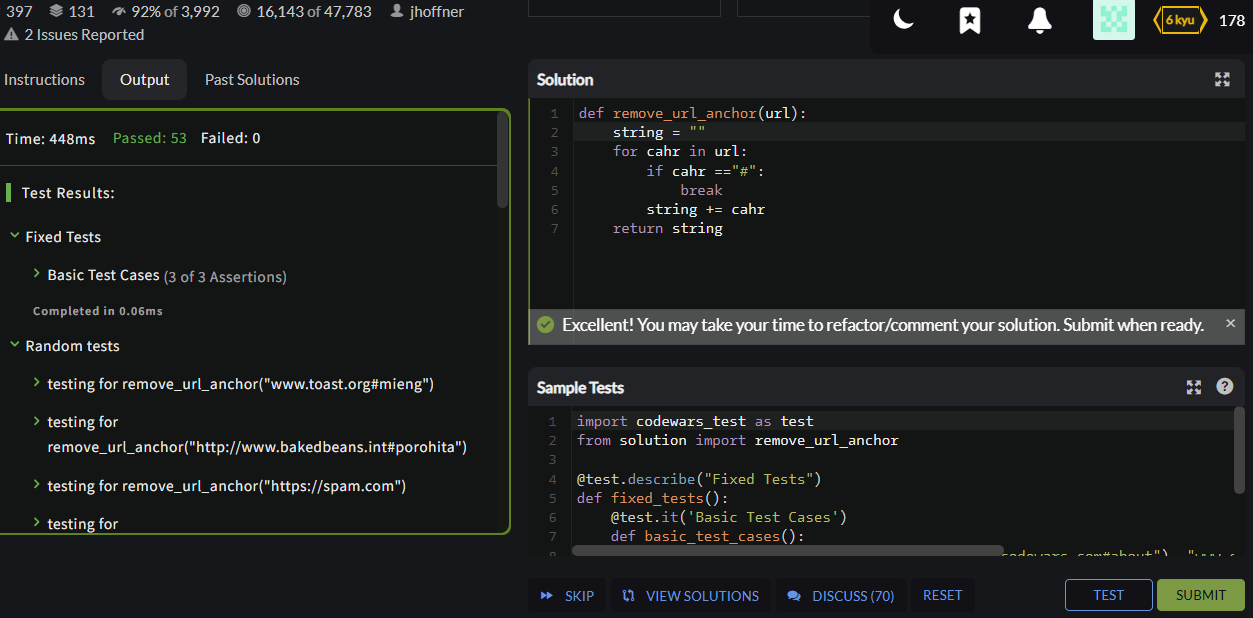 397 131 92% of 3,992 16,143 of 47,783 jhoffner
2 Issues Reported
6 kyu 178
Instructions Output Past Solutions
Time: 448ms Passed: 53 Failed: 0
Test Results:
Fixed Tests
Basic Test Cases (3 of 3 Assertions)
Completed in 0.06ms
Random tests
testing for remove_url_anchor("www.toast.org#mieng")
testing for
remove_url_anchor("http://www.bakedbeans.int#porohita")
testing for remove_url_anchor("https://spam.com")
testing for
Solution
1 def remove_url_anchor(url):
2     string = ""
3     for cahr in url:
4         if cahr =="#":
5             break
6         string += cahr
7     return string
Excellent! You may take your time to refactor/comment your solution. Submit when ready. ×
Sample Tests ?
1 import codewars_test as test
2 from solution import remove_url_anchor
3
4 @test.describe("Fixed Tests")
5 def fixed_tests():
6     @test.it('Basic Test Cases')
7     def basic_test_cases():
8 codewars.com#about"),
SKIP VIEW SOLUTIONS DISCUSS (70) RESET TEST SUBMIT